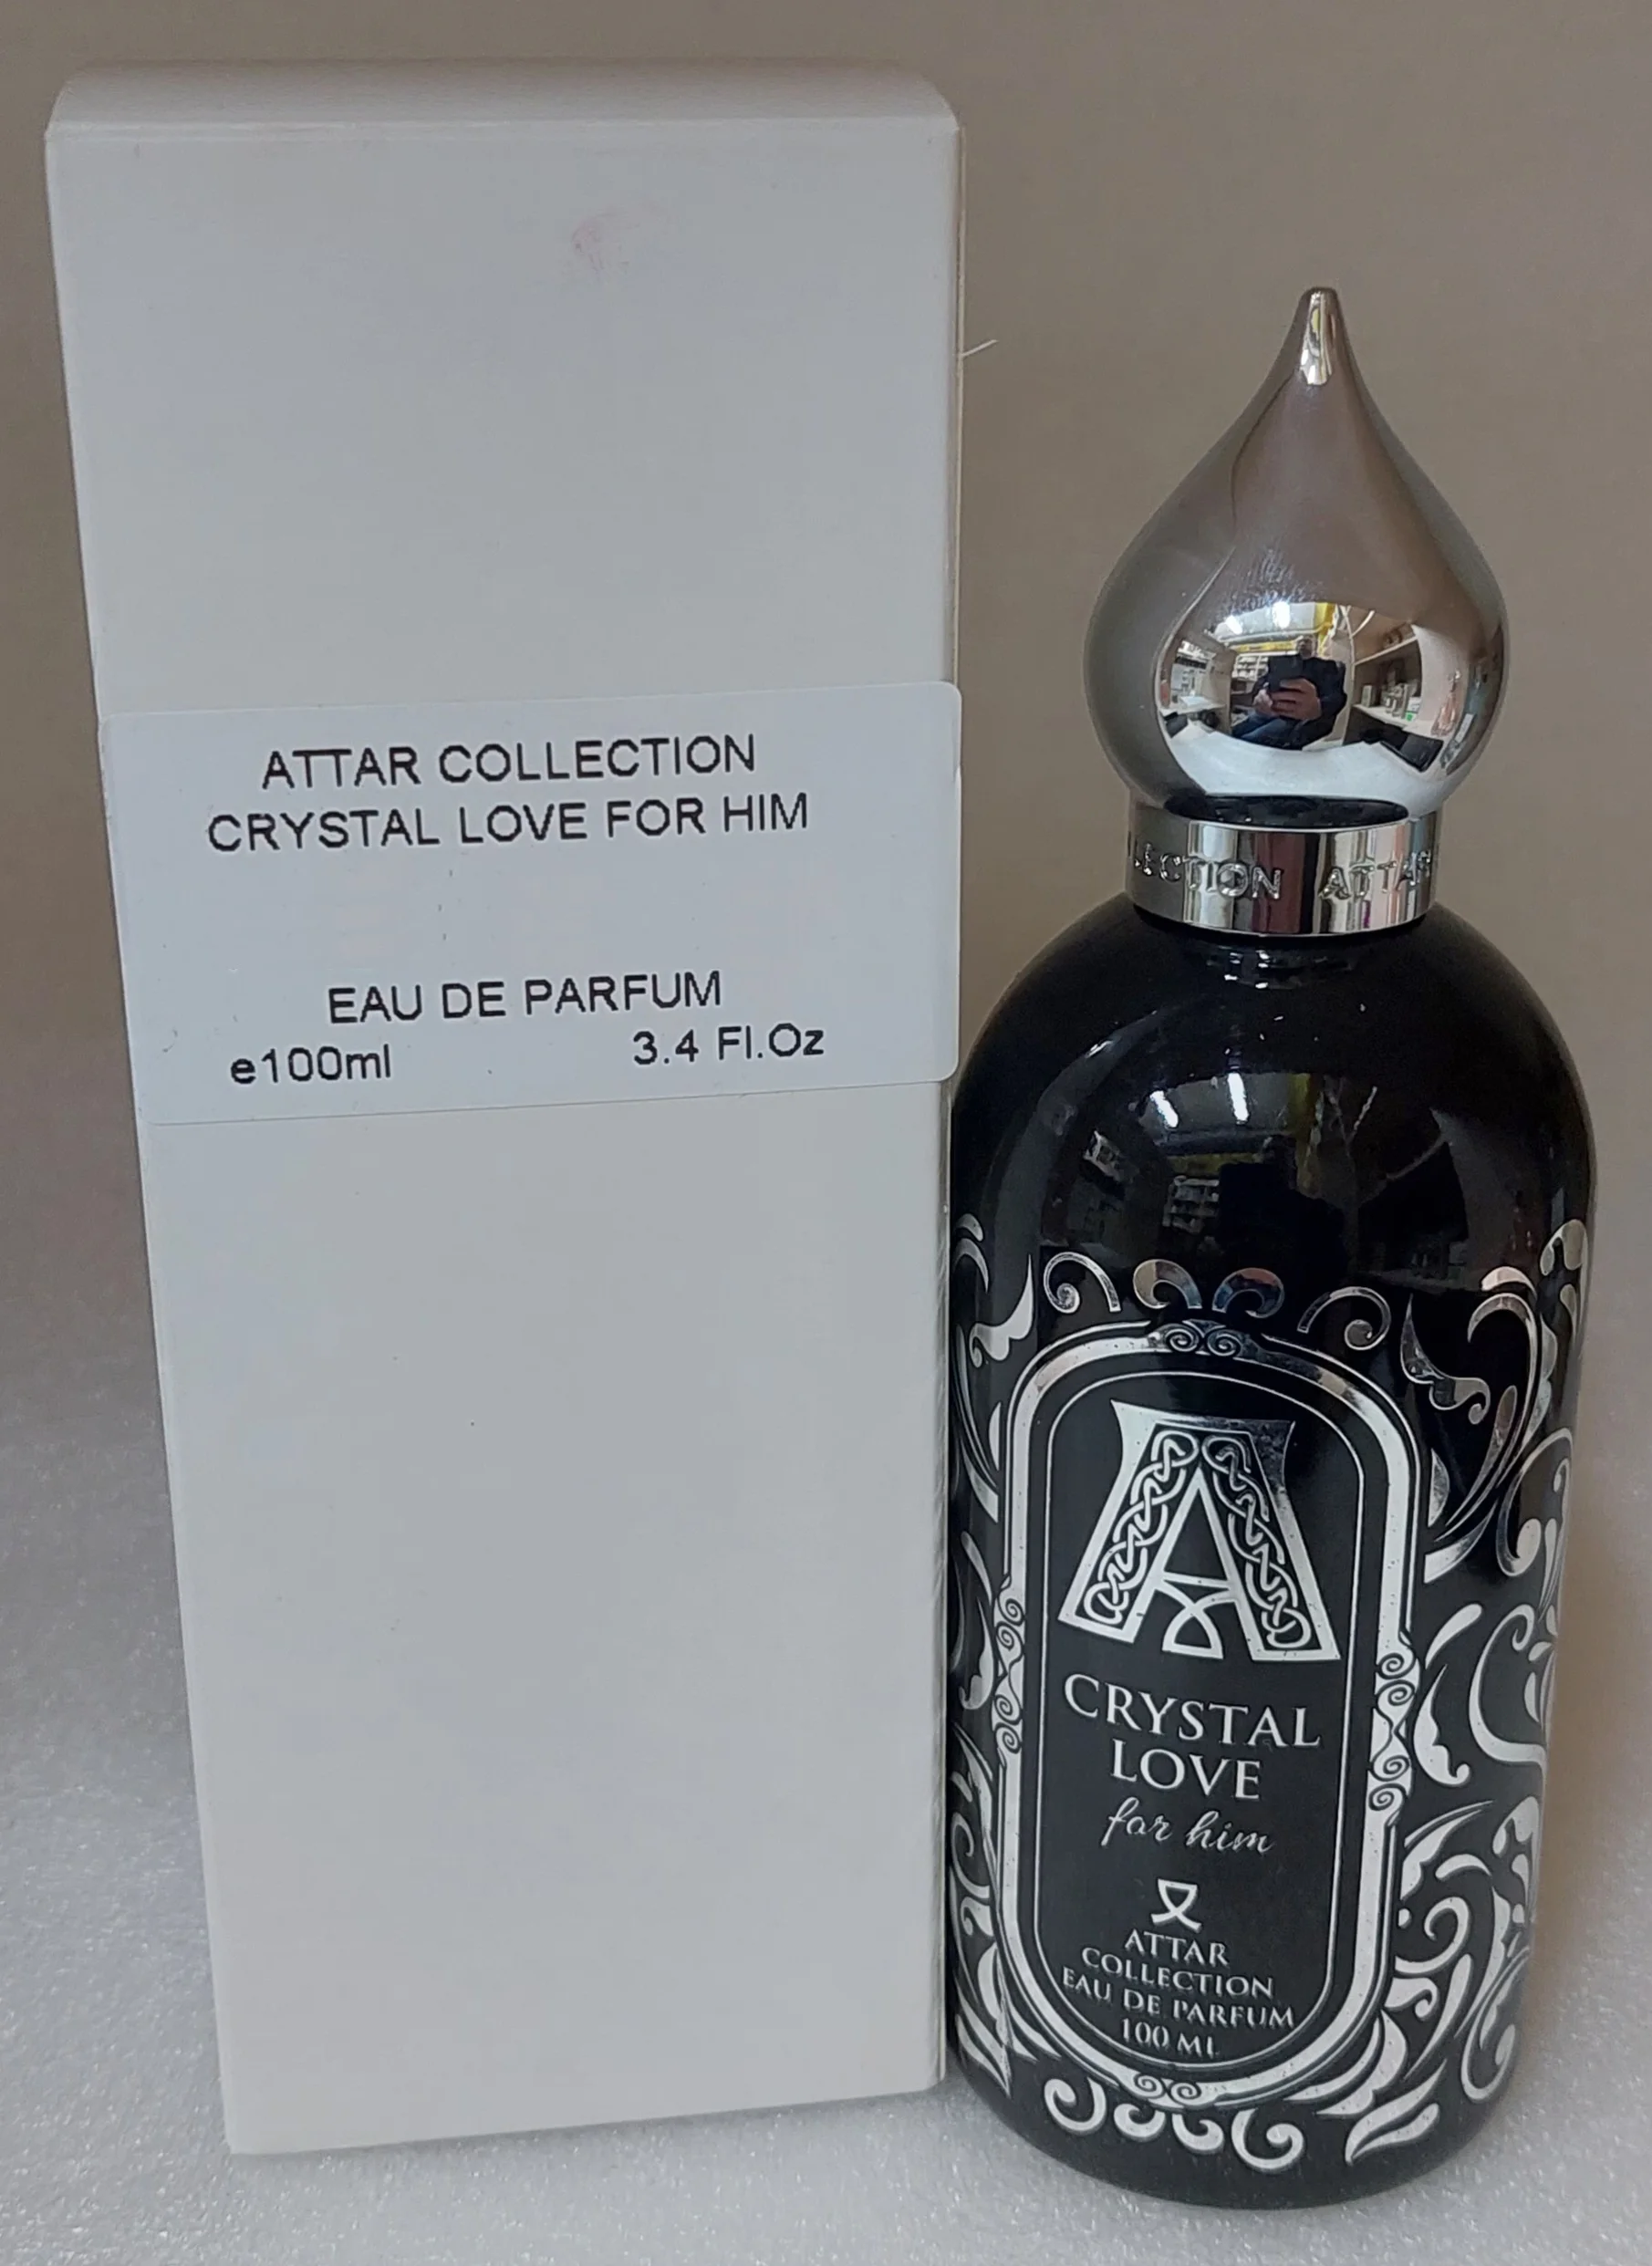 ATTAR COLLECTION
CRYSTAL LOVE FOR HIM
EAU DE PARFUM
e100ml 3.4 Fl.Oz
LECTION ATTAR
A
CRYSTAL
LOVE
for him
ATTAR
COLLECTION
EAU DE PARFUM
100 ML